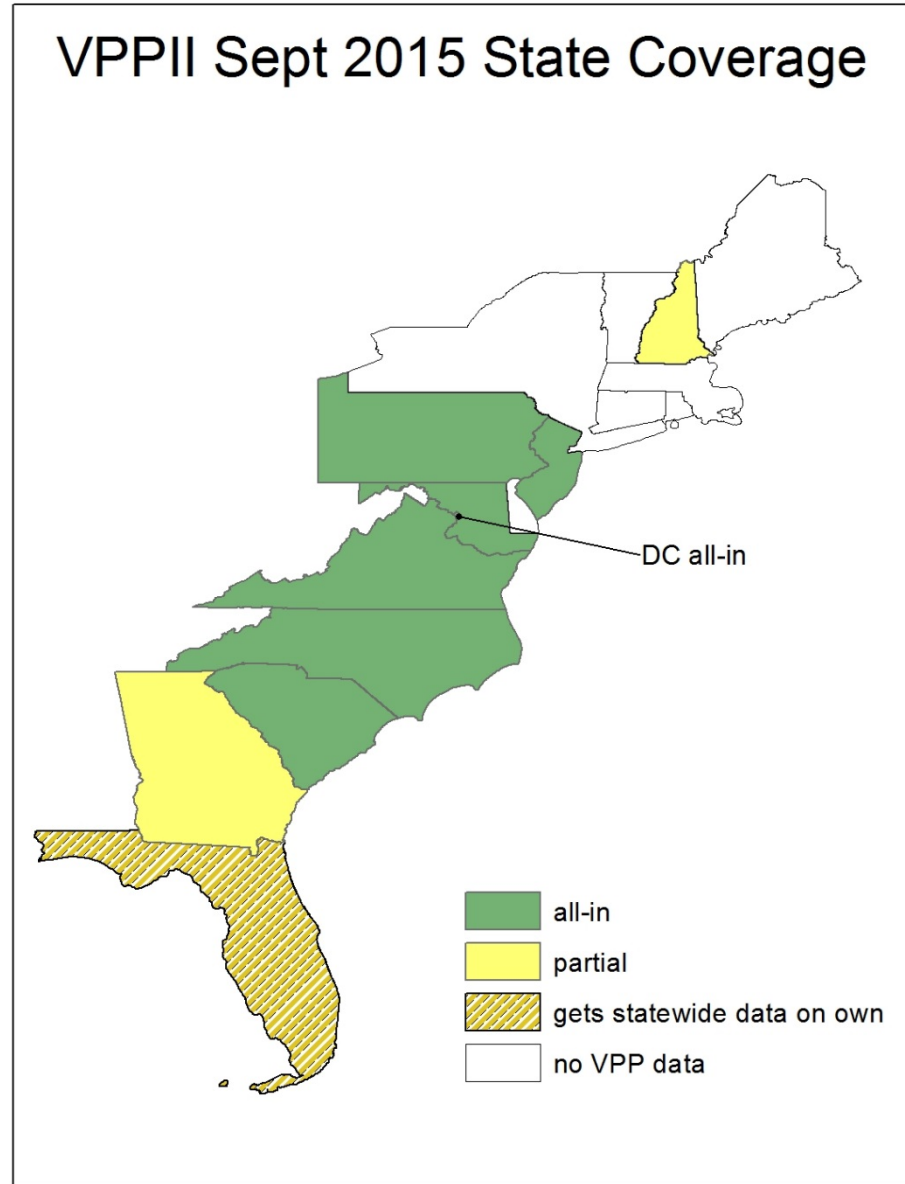 VPPII Sept 2015 State Coverage
DC all-in
all-in
partial
gets statewide data on own
no VPP data